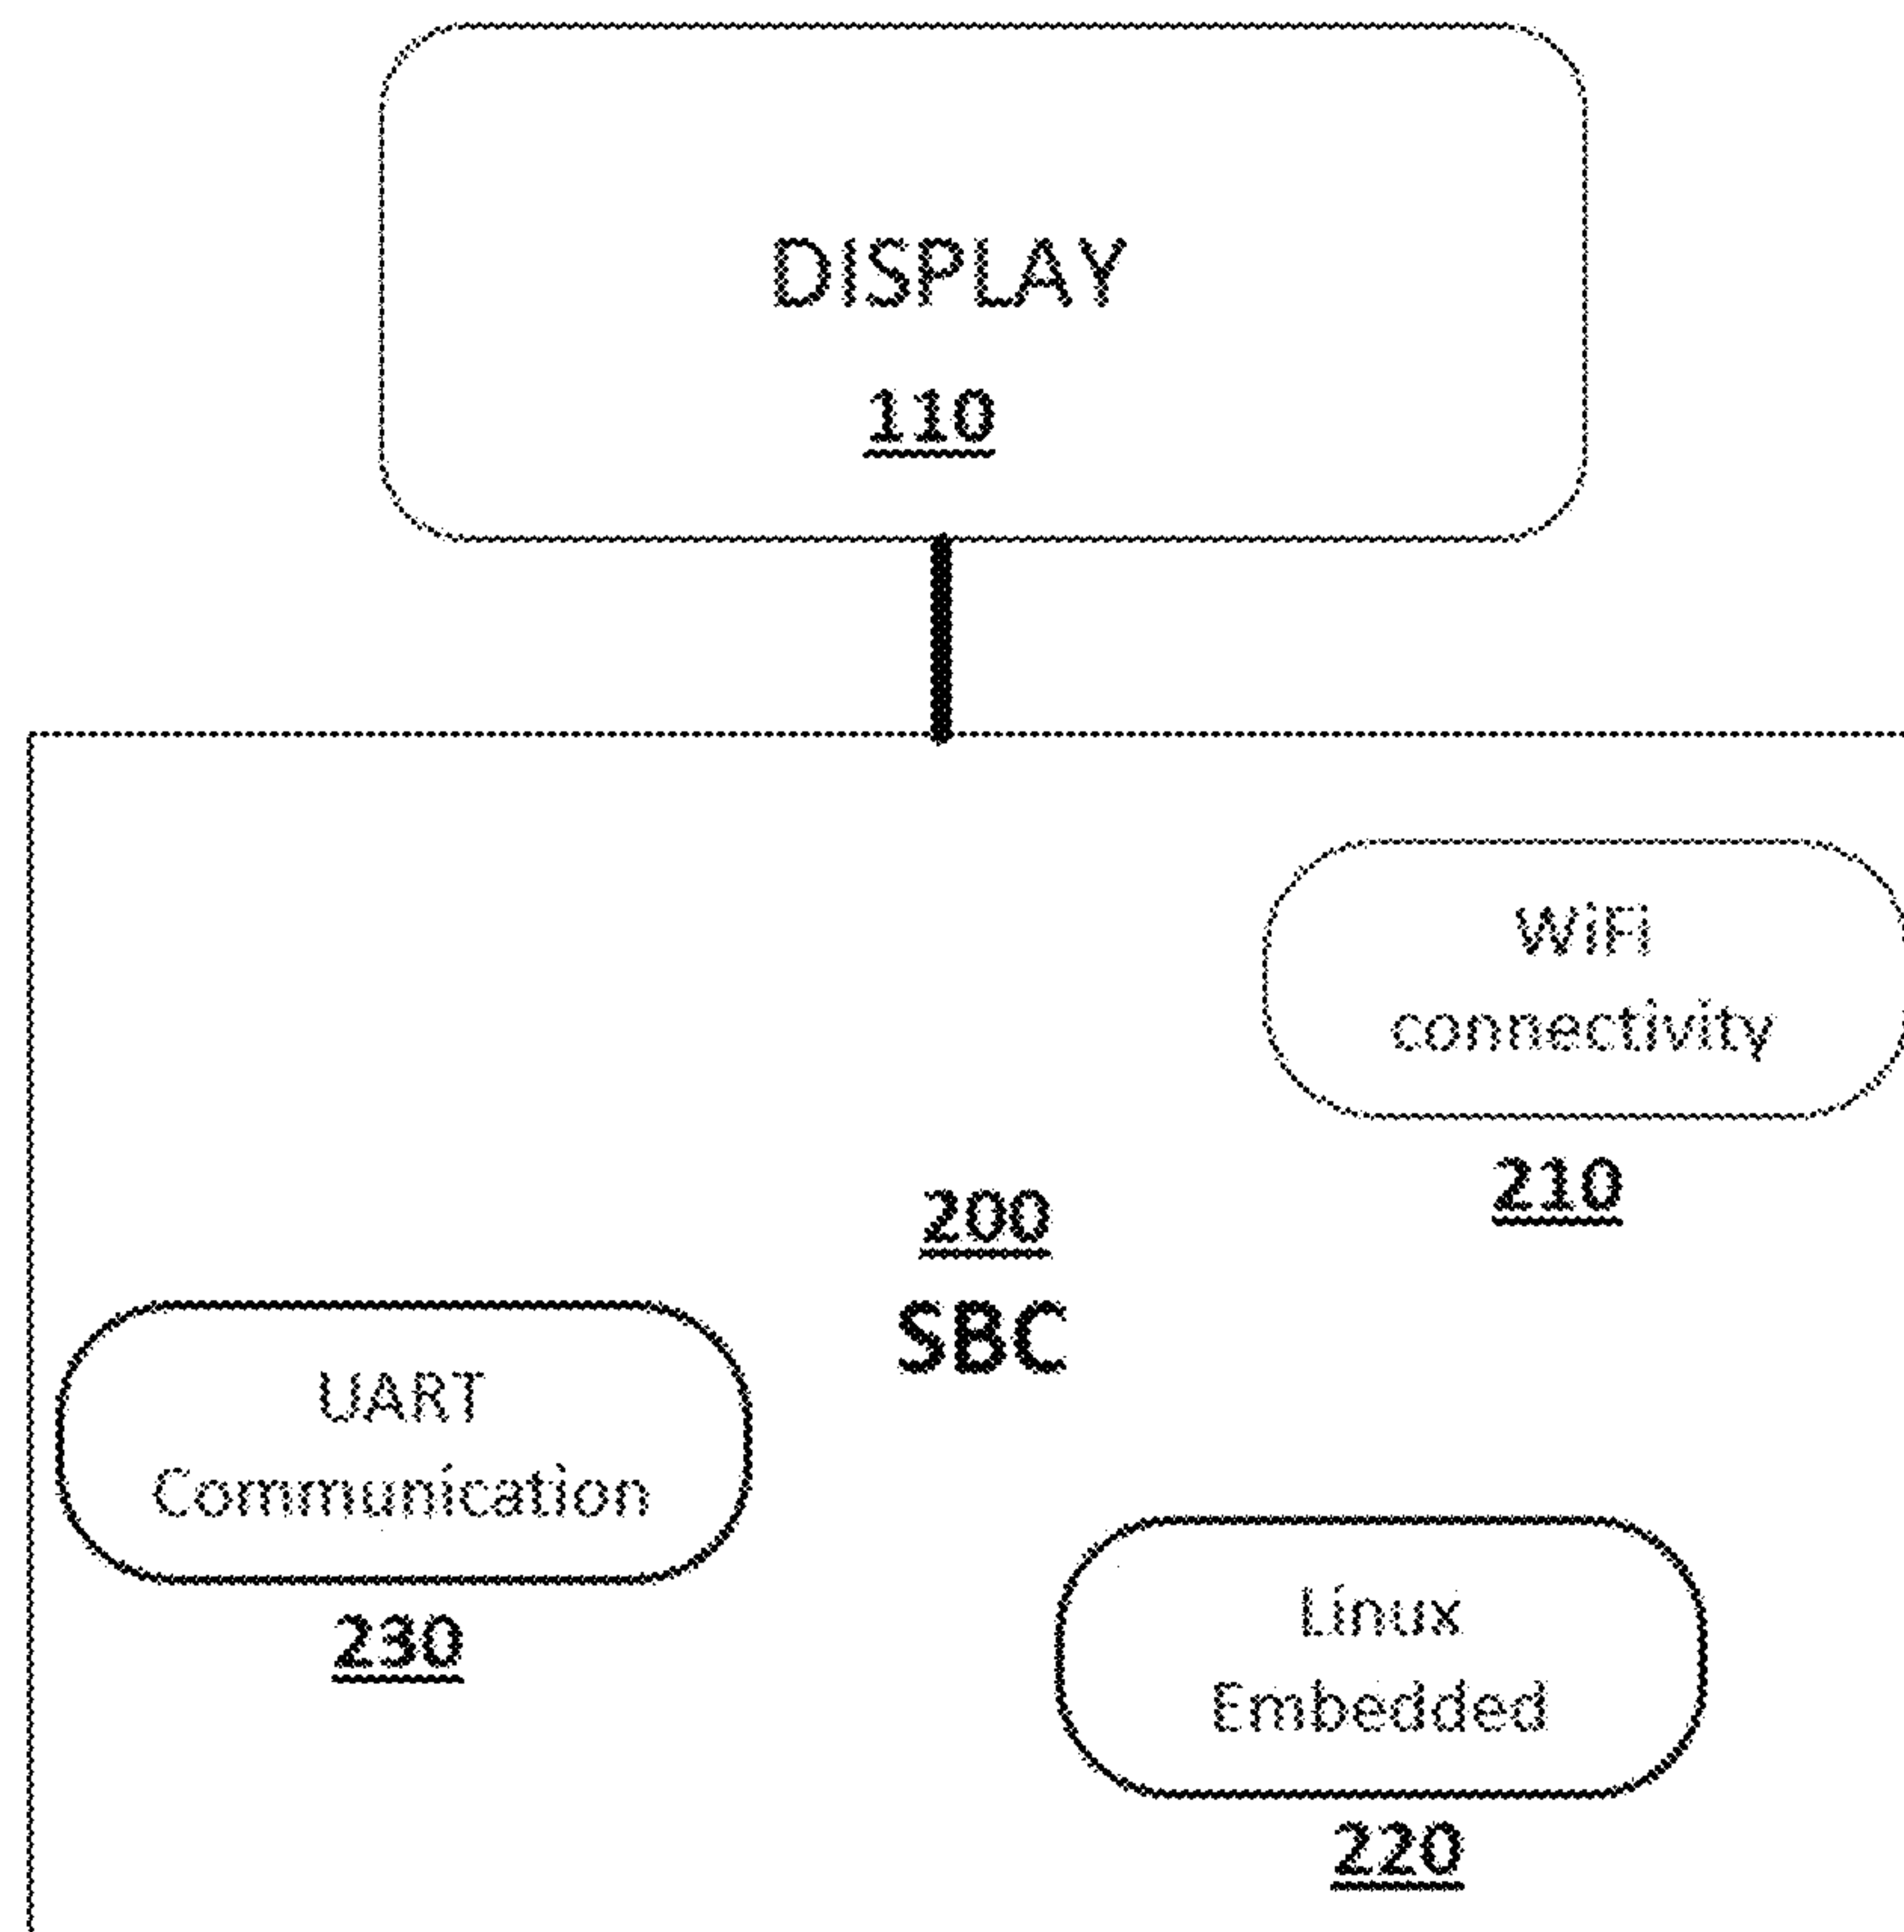 DISPLAY
110
WiFi
connectivity
210
200
SBC
UART
Communication
230
Linux
Embedded
220